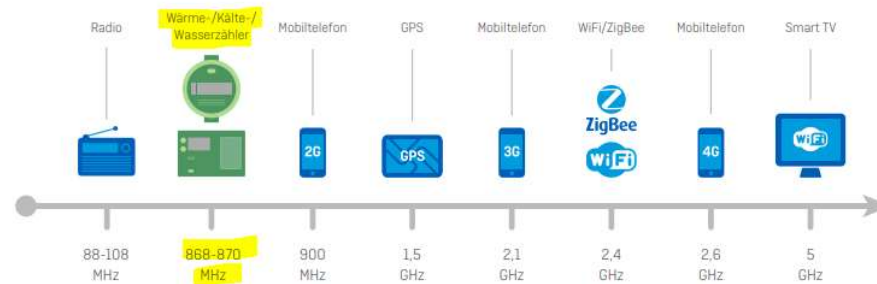 Radio
Wärme-/Kälte-/
Wasserzähler
Mobiltelefon
GPS
Mobiltelefon
WiFi/ZigBee
Mobiltelefon
Smart TV
2G
GPS
3G
ZigBee
WiFi
4G
WiFi
88-108
MHz
868-870
MHz
900
MHz
1,5
GHz
2,1
GHz
2,4
GHz
2,6
GHz
5
GHz